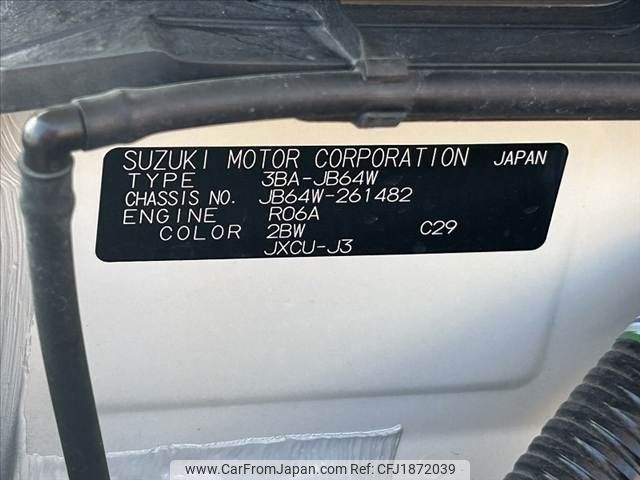 SUZUKI MOTOR CORPORATION JAPAN
TYPE 3BA-JB64W
CHASSIS NO. JB64W-261482
ENGINE R06A
COLOR 2BW C29
JXCU-J3
www.CarFromJapan.com | Ref: CFJ1872039